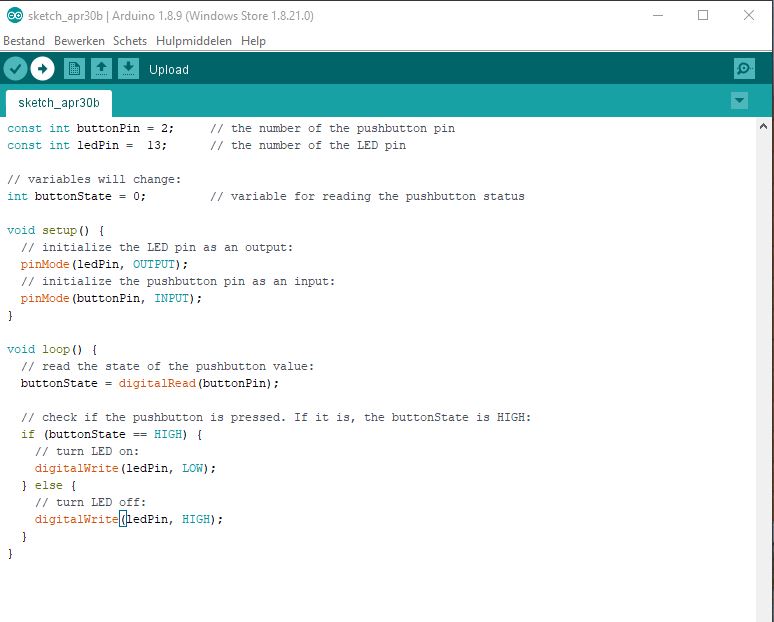 sketch_apr30b | Arduino 1.8.9 (Windows Store 1.8.21.0)
Bestand Bewerken Schets Hulpmiddelen Help
Upload
sketch_apr30b
const int buttonPin = 2;     // the number of the pushbutton pin
const int ledPin =  13;      // the number of the LED pin

// variables will change:
int buttonState = 0;         // variable for reading the pushbutton status

void setup() {
  // initialize the LED pin as an output:
  pinMode(ledPin, OUTPUT);
  // initialize the pushbutton pin as an input:
  pinMode(buttonPin, INPUT);
}

void loop() {
  // read the state of the pushbutton value:
  buttonState = digitalRead(buttonPin);

  // check if the pushbutton is pressed. If it is, the buttonState is HIGH:
  if (buttonState == HIGH) {
    // turn LED on:
    digitalWrite(ledPin, LOW);
  } else {
    // turn LED off:
    digitalWrite(ledPin, HIGH);
  }
}